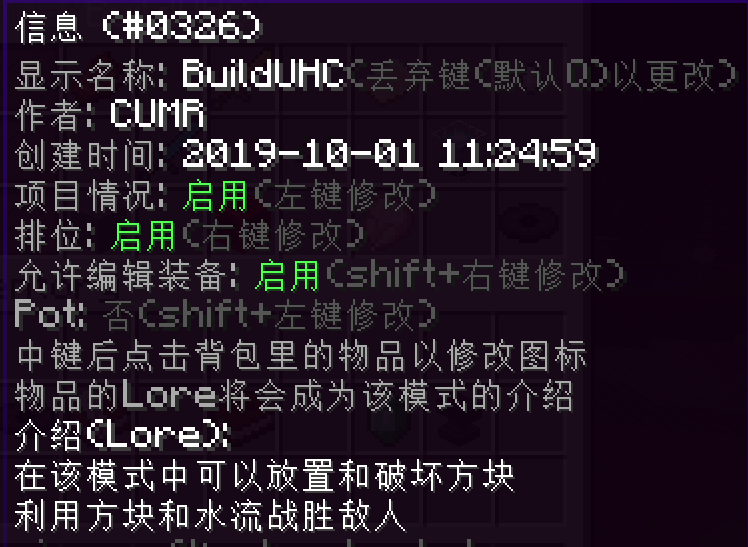 信息 (#0326)
显示名称: BuildUHC(丢弃键(默认Q)以更改)
作者: CUMR
创建时间: 2019-10-01 11:24:59
项目情况: 启用(左键修改)
排位: 启用(右键修改)
允许编辑装备: 启用(shift+右键修改)
Pot: 否(shift+左键修改)
中键后点击背包里的物品以修改图标
物品的Lore将会成为该模式的介绍
介绍(Lore):
在该模式中可以放置和破坏方块
利用方块和水流战胜敌人